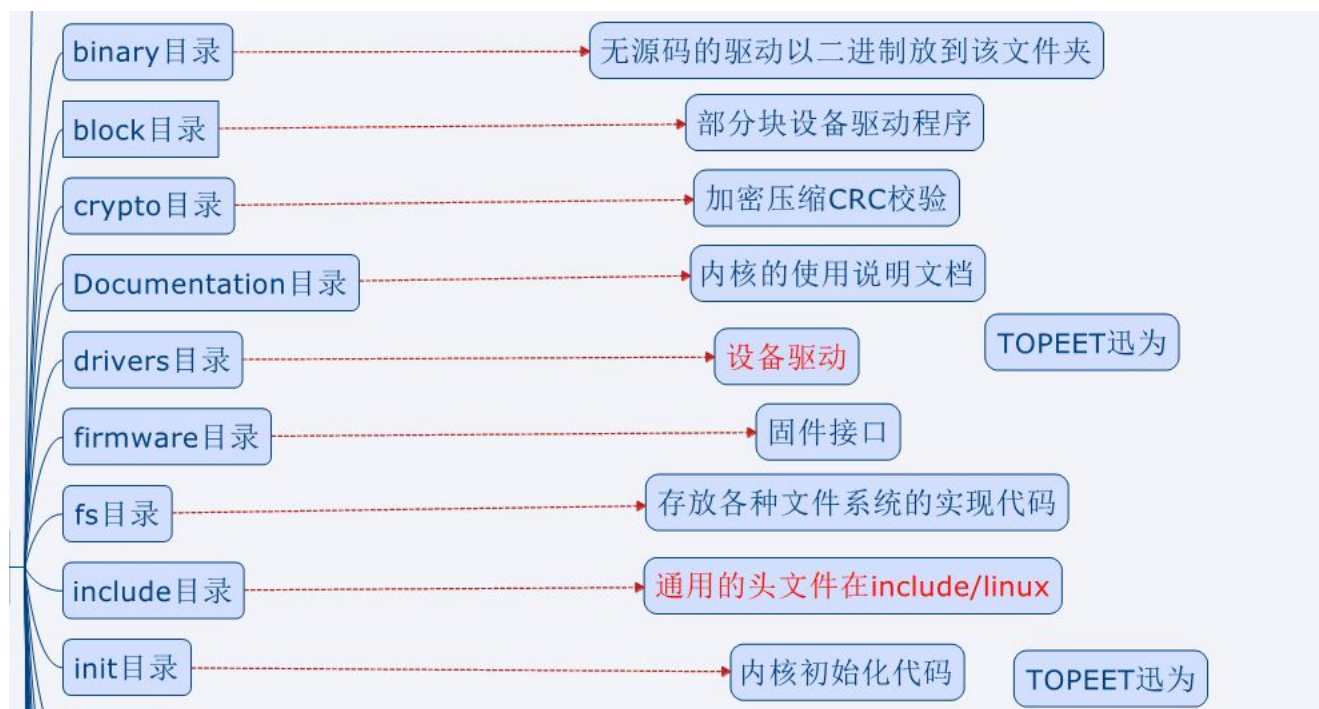 binary目录
无源码的驱动以二进制放到该文件夹
block目录
部分块设备驱动程序
crypto目录
加密压缩CRC校验
Documentation目录
内核的使用说明文档
drivers目录
设备驱动
TOPEET迅为
firmware目录
固件接口
fs目录
存放各种文件系统的实现代码
include目录
通用的头文件在include/linux
init目录
内核初始化代码
TOPEET迅为